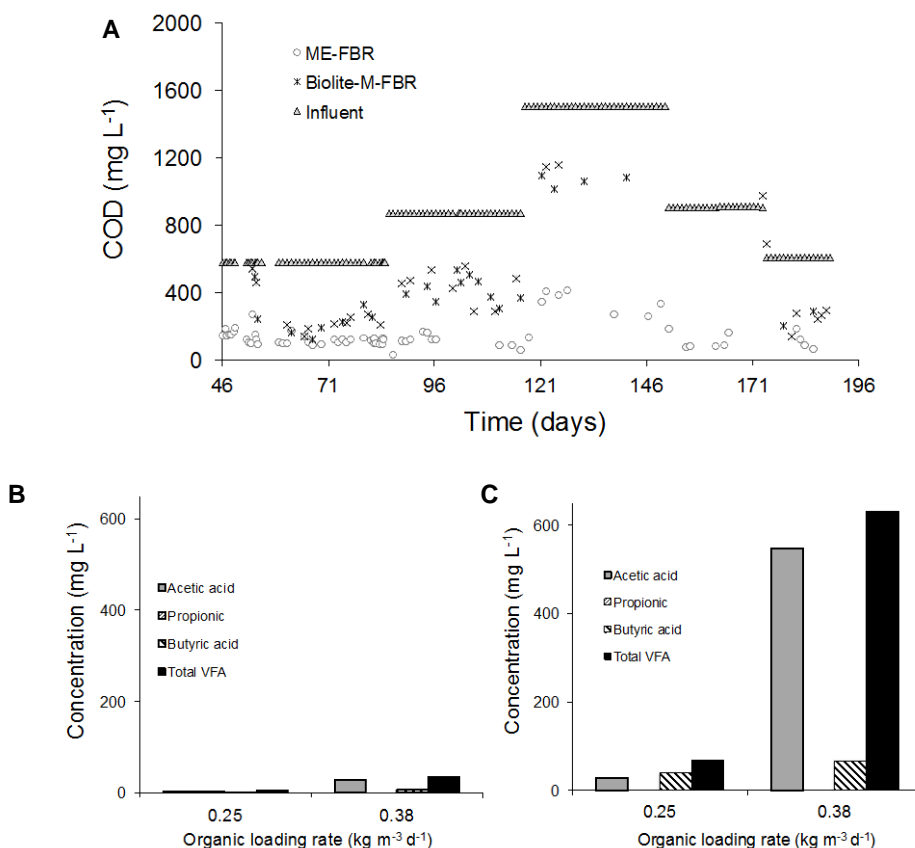 A
COD (mg L-1)
2000
1600
1200
800
400
0
ME-FBR
Biolite-M-FBR
Influent
46 71 96 121 146 171 196
Time (days)
B
Concentration (mg L-1)
600
400
200
0
Acetic acid
Propionic
Butyric acid
Total VFA
0.25 0.38
Organic loading rate (kg m-3 d-1)
C
Concentration (mg L-1)
600
400
200
0
Acetic acid
Propionic
Butyric acid
Total VFA
0.25 0.38
Organic loading rate (kg m-3 d-1)